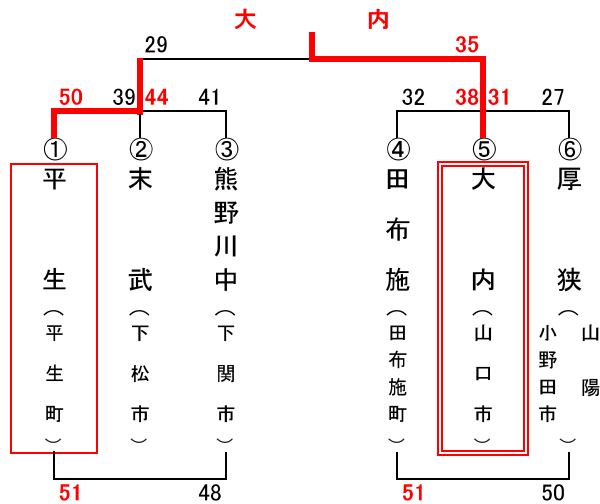 大 内
29 35
50 39 44 41 32 38 31 27
① ② ③ ④ ⑤ ⑥
平生(平生町)
末武(下松市)
熊野川中(下関市)
田布施(田布施町)
大内(山口市)
厚狭(山陽小野田市)
51 48 51 50